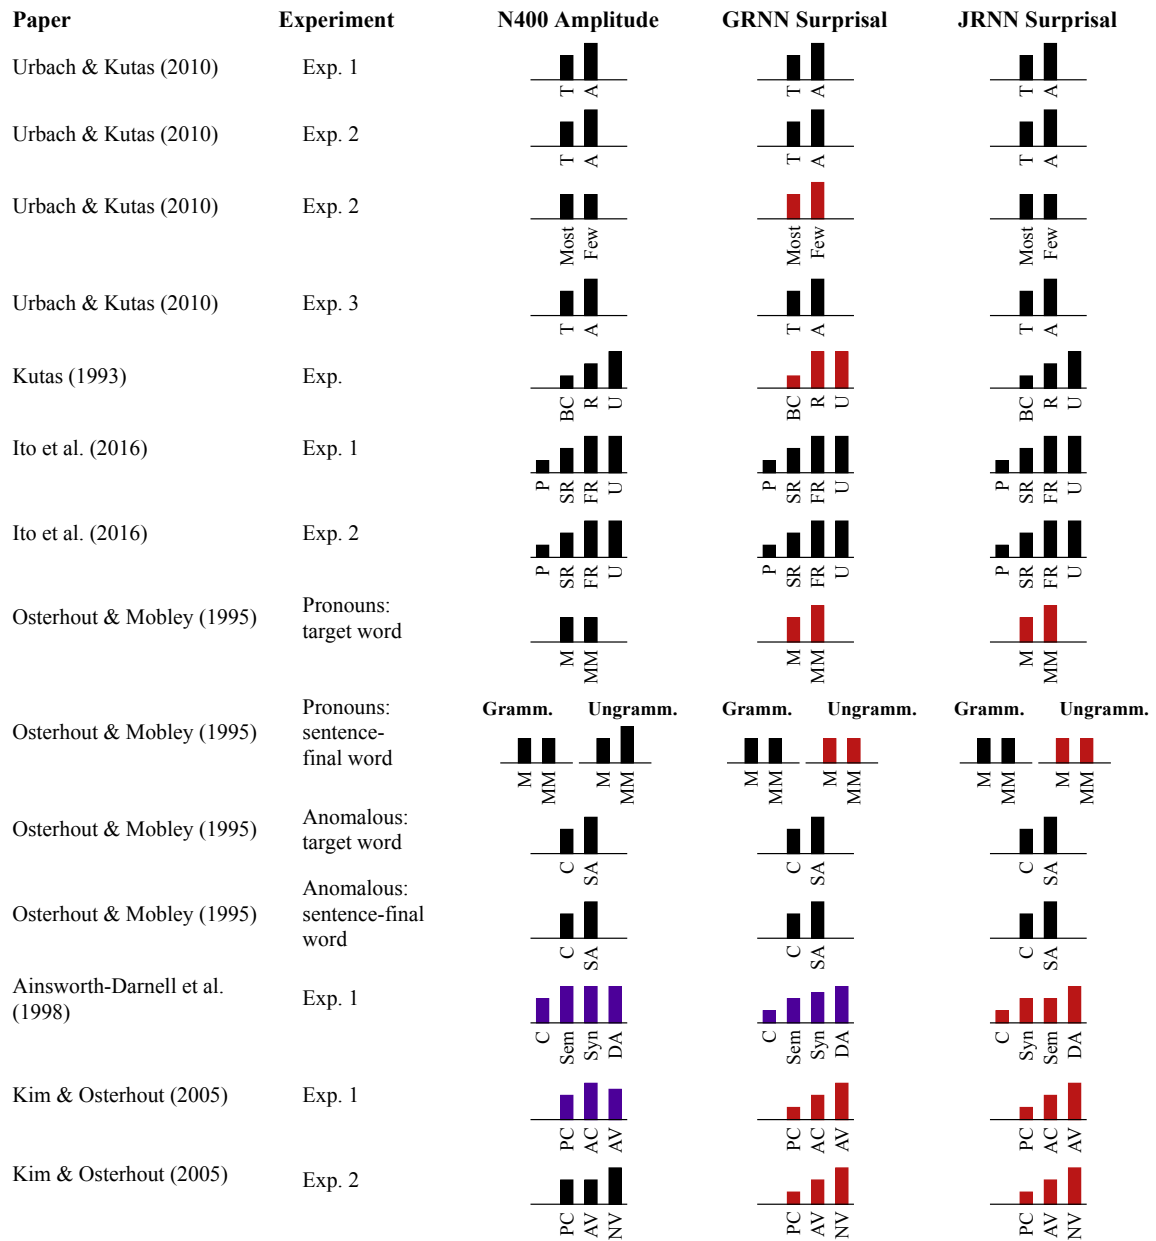 Paper Experiment N400 Amplitude GRNN Surprisal JRNN Surprisal
Urbach & Kutas (2010) Exp. 1
T A T A T A
Urbach & Kutas (2010) Exp. 2
T A T A T A
Urbach & Kutas (2010) Exp. 2
Most Few Most Few Most Few
Urbach & Kutas (2010) Exp. 3
T A T A T A
Kutas (1993) Exp.
BC R U BC R U BC R U
Ito et al. (2016) Exp. 1
P SR FR U P SR FR U P SR FR U
Ito et al. (2016) Exp. 2
P SR FR U P SR FR U P SR FR U
Osterhout & Mobley (1995) Pronouns:
target word
M MM M MM M MM
Osterhout & Mobley (1995) Pronouns:
sentence-
final word
Gramm. Ungramm. Gramm. Ungramm. Gramm. Ungramm.
M MM M MM M MM M MM M MM M MM
Osterhout & Mobley (1995) Anomalous:
target word
C SA C SA C SA
Osterhout & Mobley (1995) Anomalous:
sentence-final
word
C SA C SA C SA
Ainsworth-Darnell et al.
(1998) Exp. 1
C Sem Syn DA C Sem Syn DA C Syn Sem DA
Kim & Osterhout (2005) Exp. 1
PC AC AV PC AC AV PC AC AV
Kim & Osterhout (2005) Exp. 2
PC AV NV PC AV NV PC AV NV